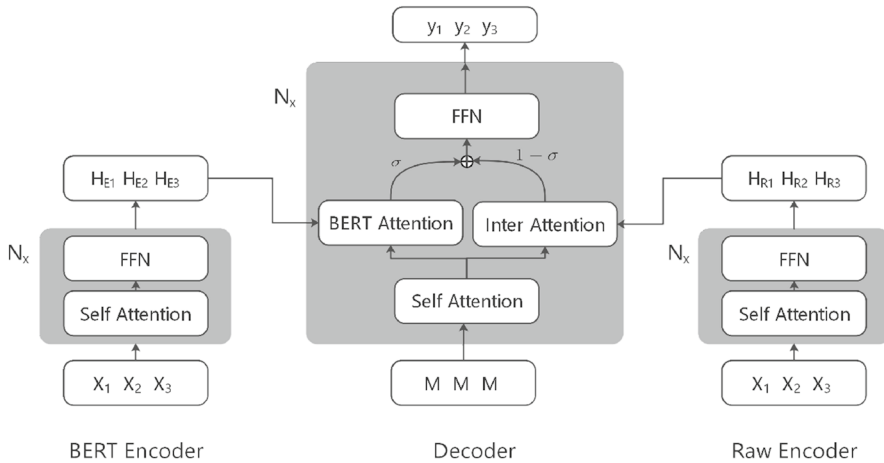 y₁ y₂ y₃
Nₓ
FFN
σ
1 − σ
H_E1 H_E2 H_E3
H_R1 H_R2 H_R3
BERT Attention
Inter Attention
Nₓ
FFN
Nₓ
FFN
Self Attention
Self Attention
Self Attention
X₁ X₂ X₃
M M M
X₁ X₂ X₃
BERT Encoder
Decoder
Raw Encoder